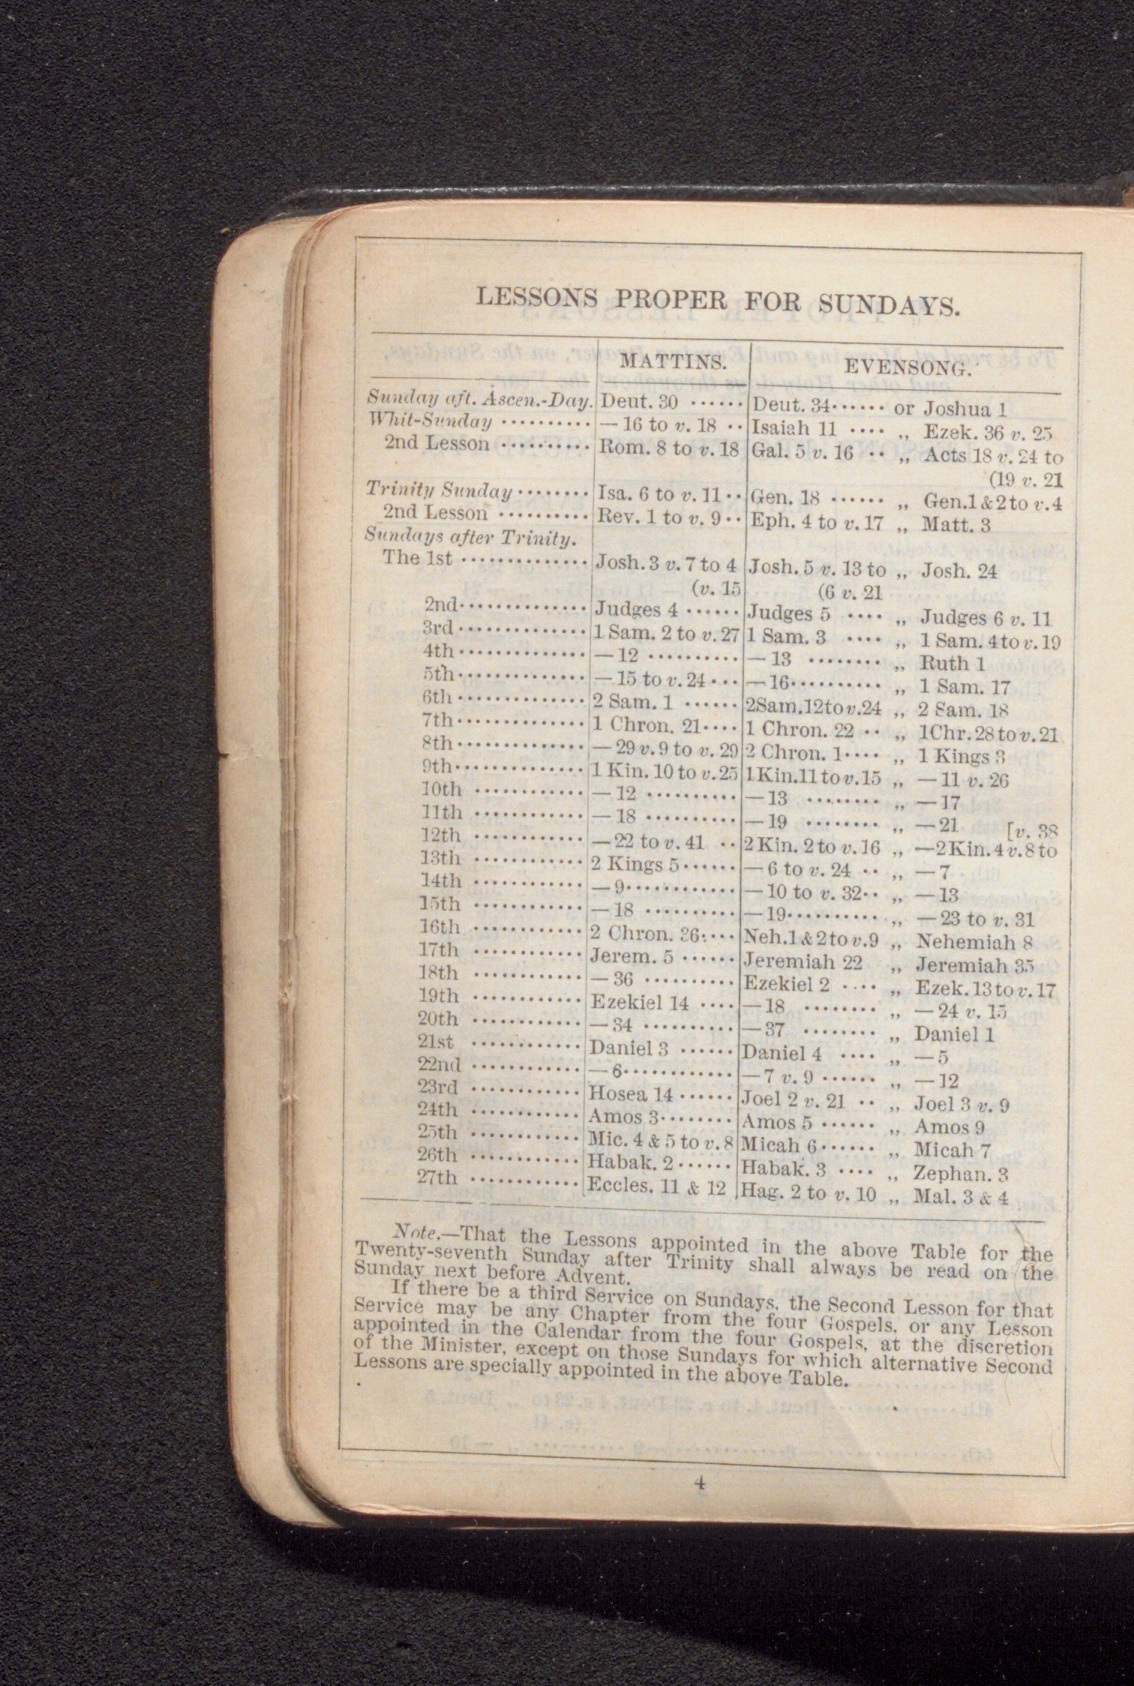 LESSONS PROPER FOR SUNDAYS.
MATTINS. EVENSONG.
Sunday aft. Ascen.-Day. Deut. 30 ······ Deut. 34······ or Joshua 1
Whit-Sunday ·········· — 16 to v. 18 ·· Isaiah 11 ···· „ Ezek. 36 v. 25
2nd Lesson ·········· Rom. 8 to v. 18 Gal. 5 v. 16 ·· „ Acts 18 v. 24 to
(19 v. 21
Trinity Sunday ········ Isa. 6 to v. 11 ·· Gen. 18 ······ „ Gen. 1 & 2 to v. 4
2nd Lesson ·········· Rev. 1 to v. 9 ·· Eph. 4 to v. 17 „ Matt. 3
Sundays after Trinity.
The 1st ·············· Josh. 3 v. 7 to 4 Josh. 5 v. 13 to „ Josh. 24
(v. 15 (6 v. 21
2nd·············· Judges 4 ······ Judges 5 ···· „ Judges 6 v. 11
3rd ·············· 1 Sam. 2 to v. 27 1 Sam. 3 ···· „ 1 Sam. 4 to v. 19
4th·············· — 12 ·········· — 13 ········ „ Ruth 1
5th·············· — 15 to v. 24 ··· — 16·········· „ 1 Sam. 17
6th·············· 2 Sam. 1 ······ 2 Sam. 12 to v. 24 „ 2 Sam. 18
7th·············· 1 Chron. 21···· 1 Chron. 22 ·· „ 1 Chr. 28 to v. 21
8th·············· — 29 v. 9 to v. 29 2 Chron. 1···· „ 1 Kings 3
9th·············· 1 Kin. 10 to v. 25 1 Kin. 11 to v. 15 „ — 11 v. 26
10th ············ — 12 ·········· — 13 ········ „ — 17
11th ············ — 18 ·········· — 19 ········ „ — 21 [v. 38
12th ············ — 22 to v. 41 ·· 2 Kin. 2 to v. 16 „ —2 Kin. 4 v. 8 to
13th ············ 2 Kings 5······ — 6 to v. 24 ·· „ — 7
14th ············ — 9············ — 10 to v. 32·· „ — 13
15th ············ — 18 ·········· — 19·········· „ — 23 to v. 31
16th ············ 2 Chron. 36···· Neh. 1 & 2 to v. 9 „ Nehemiah 8
17th ············ Jerem. 5 ······ Jeremiah 22 „ Jeremiah 35
18th ············ — 36 ·········· Ezekiel 2 ···· „ Ezek. 13 to v. 17
19th ············ Ezekiel 14 ···· — 18 ········ „ — 24 v. 15
20th ············ — 34 ·········· — 37 ········ „ Daniel 1
21st ············ Daniel 3 ······ Daniel 4 ···· „ — 5
22nd ············ — 6············ — 7 v. 9 ······ „ — 12
23rd ············ Hosea 14 ······ Joel 2 v. 21 ·· „ Joel 3 v. 9
24th ············ Amos 3········ Amos 5 ······ „ Amos 9
25th ············ Mic. 4 & 5 to v. 8 Micah 6······ „ Micah 7
26th ············ Habak. 2 ······ Habak. 3 ···· „ Zephan. 3
27th ············ Eccles. 11 & 12 Hag. 2 to v. 10 „ Mal. 3 & 4
Note.—That the Lessons appointed in the above Table for the
Twenty-seventh Sunday after Trinity shall always be read on the
Sunday next before Advent.
If there be a third Service on Sundays, the Second Lesson for that
Service may be any Chapter from the four Gospels, or any Lesson
appointed in the Calendar from the four Gospels, at the discretion
of the Minister, except on those Sundays for which alternative Second
Lessons are specially appointed in the above Table.
4